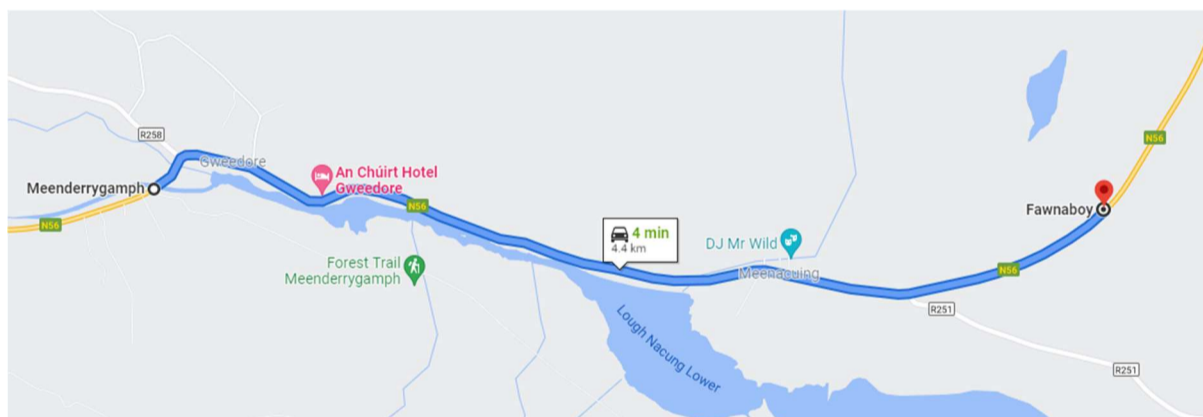 N56
R258
Gweedore
An Chúirt Hotel
Gweedore
Meenderrygamph
N56
N56
Fawnaboy
4 min
4.4 km
DJ Mr Wild
Forest Trail
Meenderrygamph
Meenacuing
N56
R251
Lough Nacung Lower
R251